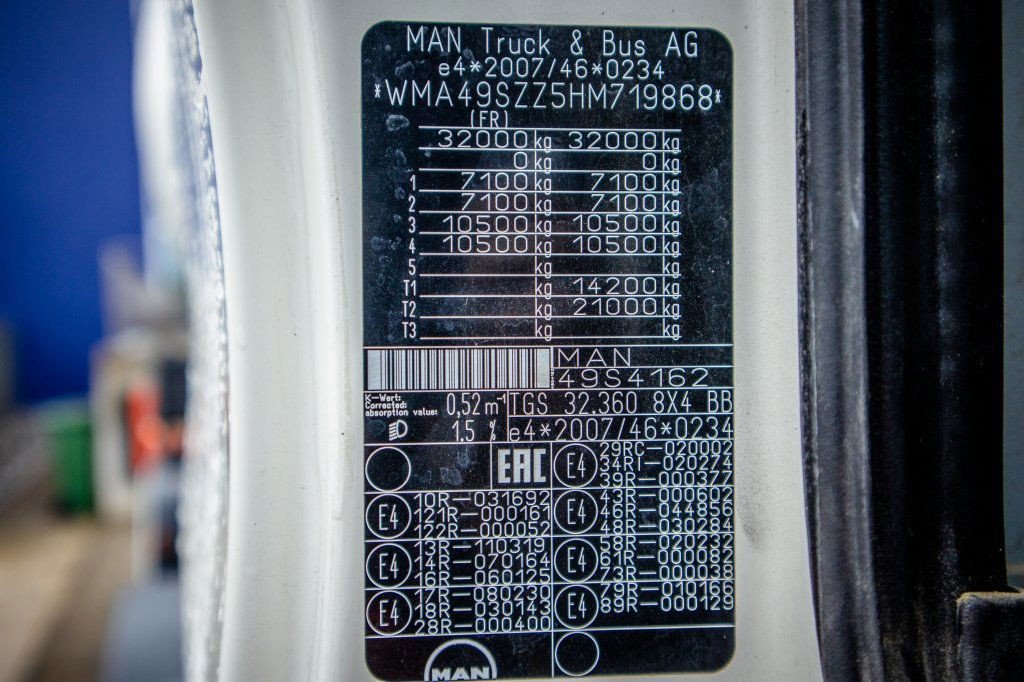 MAN Truck & Bus AG
e4*2007/46*0234
*WMA49SZZ5HM719868*
(FR)
32000 kg 32000 kg
0 kg 0 kg
1 7100 kg 7100 kg
2 7100 kg 7100 kg
3 10500 kg 10500 kg
4 10500 kg 10500 kg
5 kg kg
T1 kg 14200 kg
T2 kg 21000 kg
T3 kg kg
MAN
49S4162
K-Wert:
Corrected:
absorption value: 0,52 m-1
TGS 32.360 8X4 BB
1.5 %
e4*2007/46*0234
EAC
E4
29RC-020002
34RI-020274
39R-000377
E4
10R-031692
121R-000161
122R-000052
E4
43R-000602
46R-044856
48R-030284
E4
13R-110319
14R-070164
16R-060125
E4
58R-020232
61R-000082
73R-000038
E4
17R-080230
18R-030143
28R-000400
E4
79R-010166
89R-000129
MAN